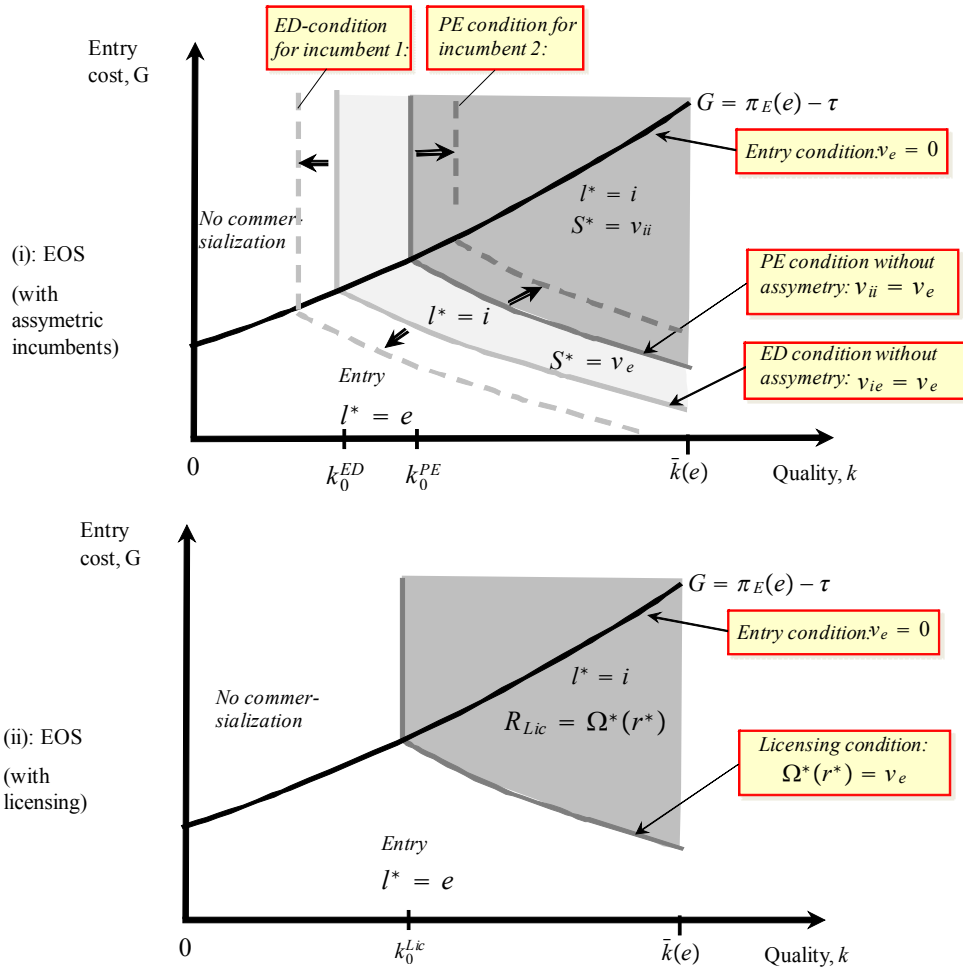 ED-condition
for incumbent 1:
PE condition for
incumbent 2:
Entry
cost, G
G = π_E(e) − τ
Entry condition:v_e = 0
l* = i
S* = v_ii
No commer-
sialization
(i): EOS
(with
assymetric
incumbents)
PE condition without
assymetry: v_ii = v_e
l* = i
S* = v_e
ED condition without
assymetry: v_ie = v_e
Entry
l* = e
0
k_0^ED
k_0^PE
k̄(e)
Quality, k
Entry
cost, G
G = π_E(e) − τ
Entry condition:v_e = 0
l* = i
No commer-
sialization
R_Lic = Ω*(r*)
(ii): EOS
(with
licensing)
Licensing condition:
Ω*(r*) = v_e
Entry
l* = e
0
k_0^Lic
k̄(e)
Quality, k